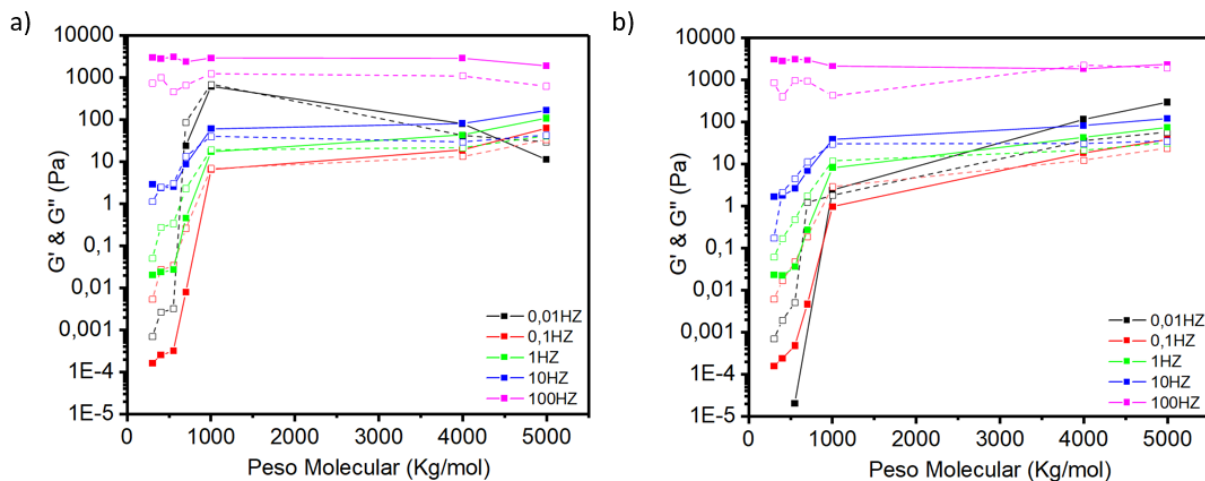 a)
G' & G'' (Pa)
10000
1000
100
10
1
0,1
0,01
0,001
1E-4
1E-5
0 1000 2000 3000 4000 5000
Peso Molecular (Kg/mol)
0,01HZ
0,1HZ
1HZ
10HZ
100HZ
b)
G' & G'' (Pa)
10000
1000
100
10
1
0,1
0,01
0,001
1E-4
1E-5
0 1000 2000 3000 4000 5000
Peso Molecular (Kg/mol)
0,01HZ
0,1HZ
1HZ
10HZ
100HZ